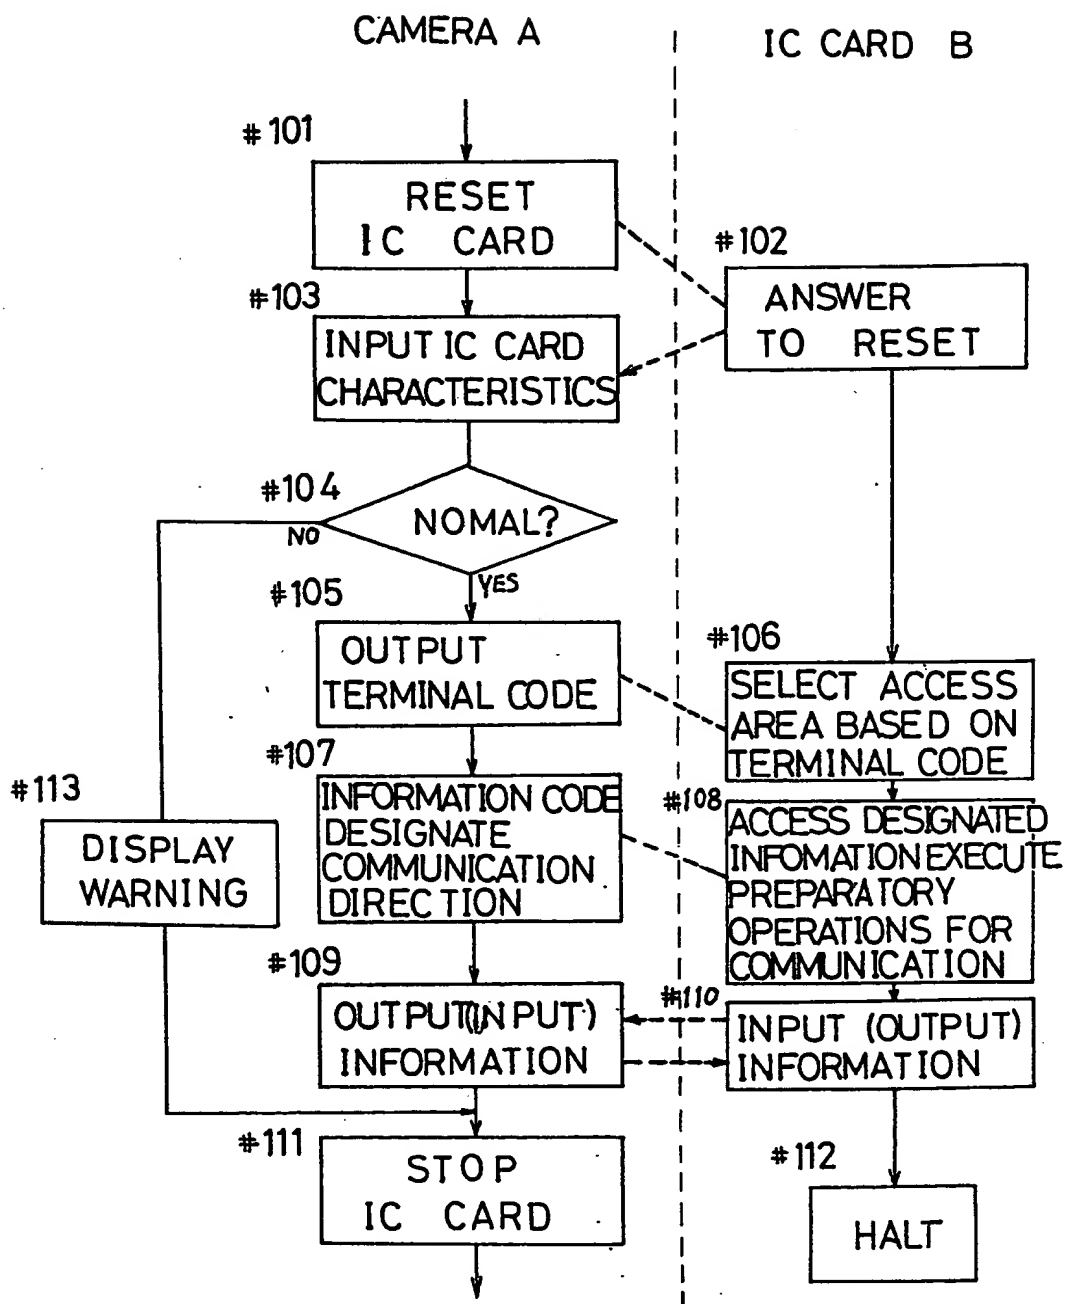 CAMERA A
IC CARD B
#101
RESET
IC CARD
#102
ANSWER
TO RESET
#103
INPUT IC CARD
CHARACTERISTICS
#104
NOMAL?
NO
YES
#105
OUTPUT
TERMINAL CODE
#106
SELECT ACCESS
AREA BASED ON
TERMINAL CODE
#107
INFORMATION CODE
DESIGNATE
COMMUNICATION
DIRECTION
#108
ACCESS DESIGNATED
INFOMATION EXECUTE
PREPARATORY
OPERATIONS FOR
COMMUNICATION
#113
DISPLAY
WARNING
#109
OUTPUT(INPUT)
INFORMATION
#110
INPUT (OUTPUT)
INFORMATION
#111
STOP
IC CARD
#112
HALT